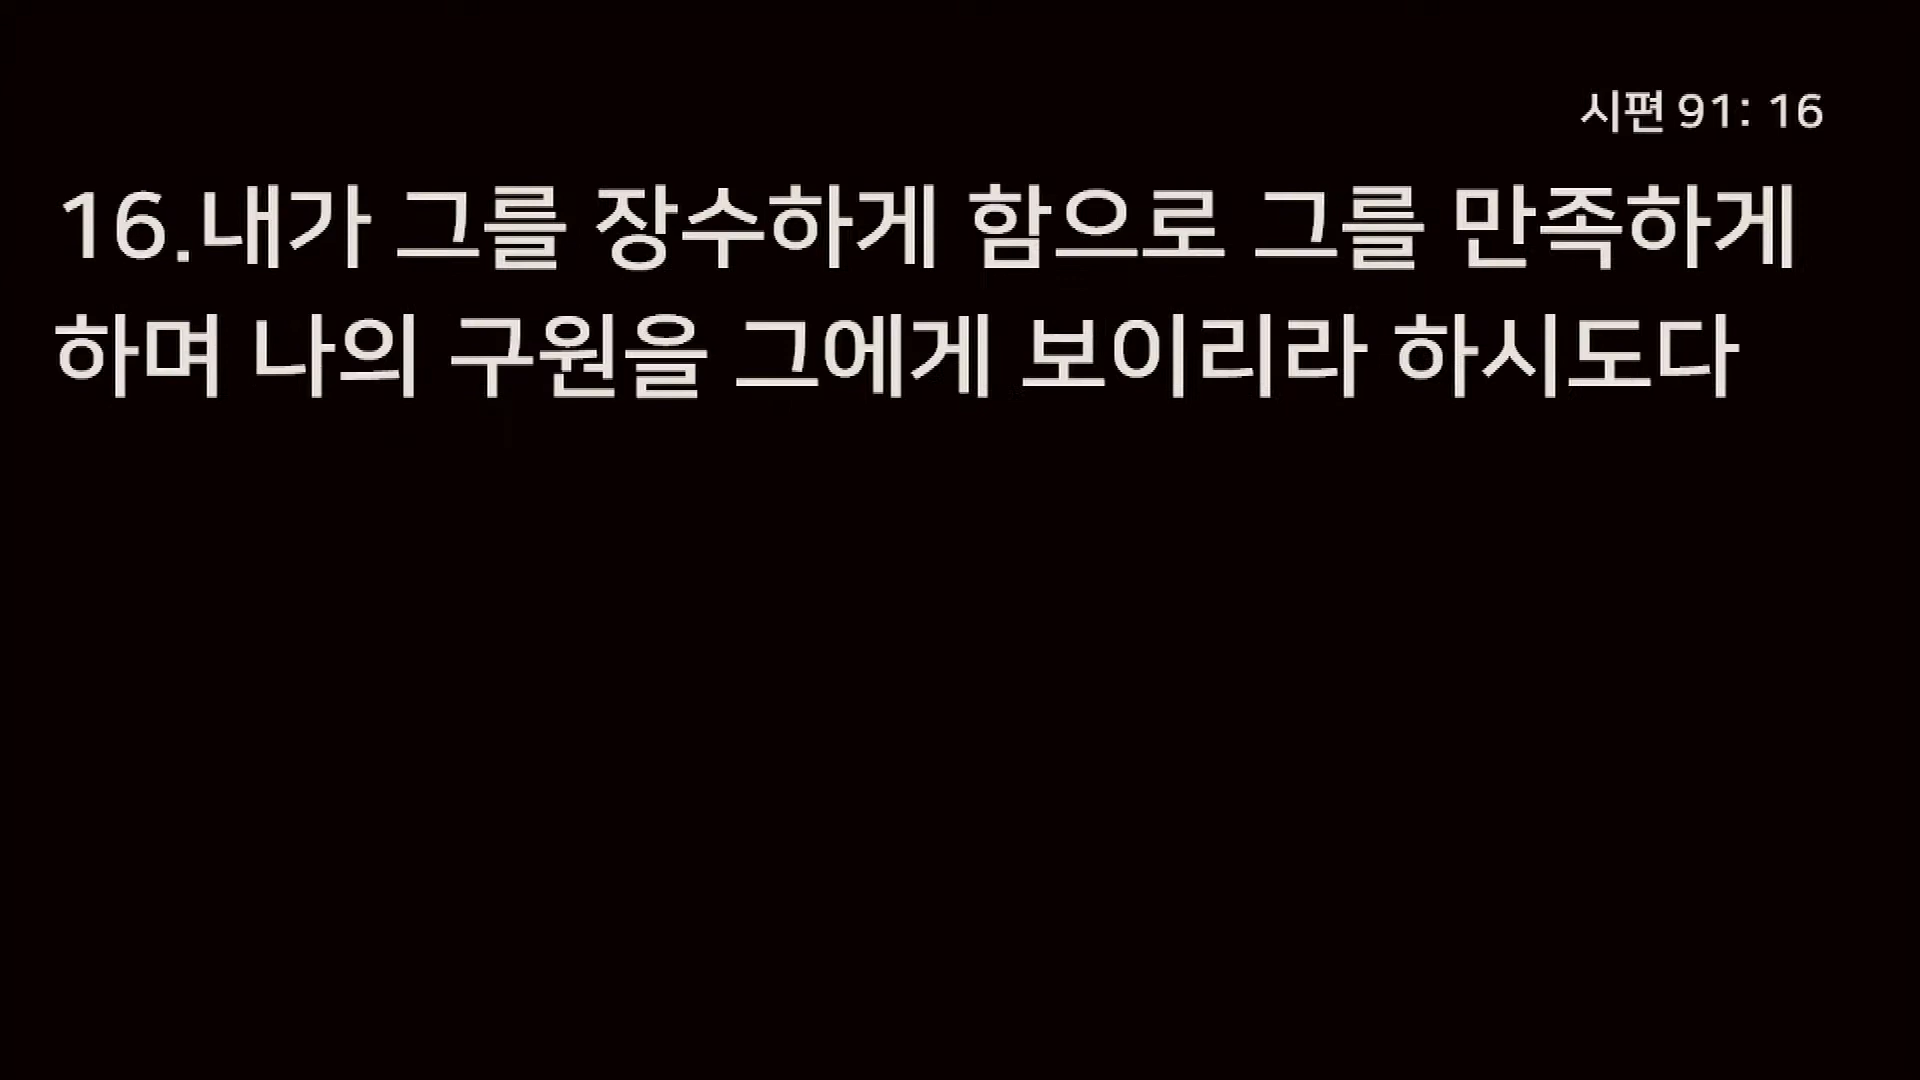 시편 91: 16
16.내가 그를 장수하게 함으로 그를 만족하게
하며 나의 구원을 그에게 보이리라 하시도다